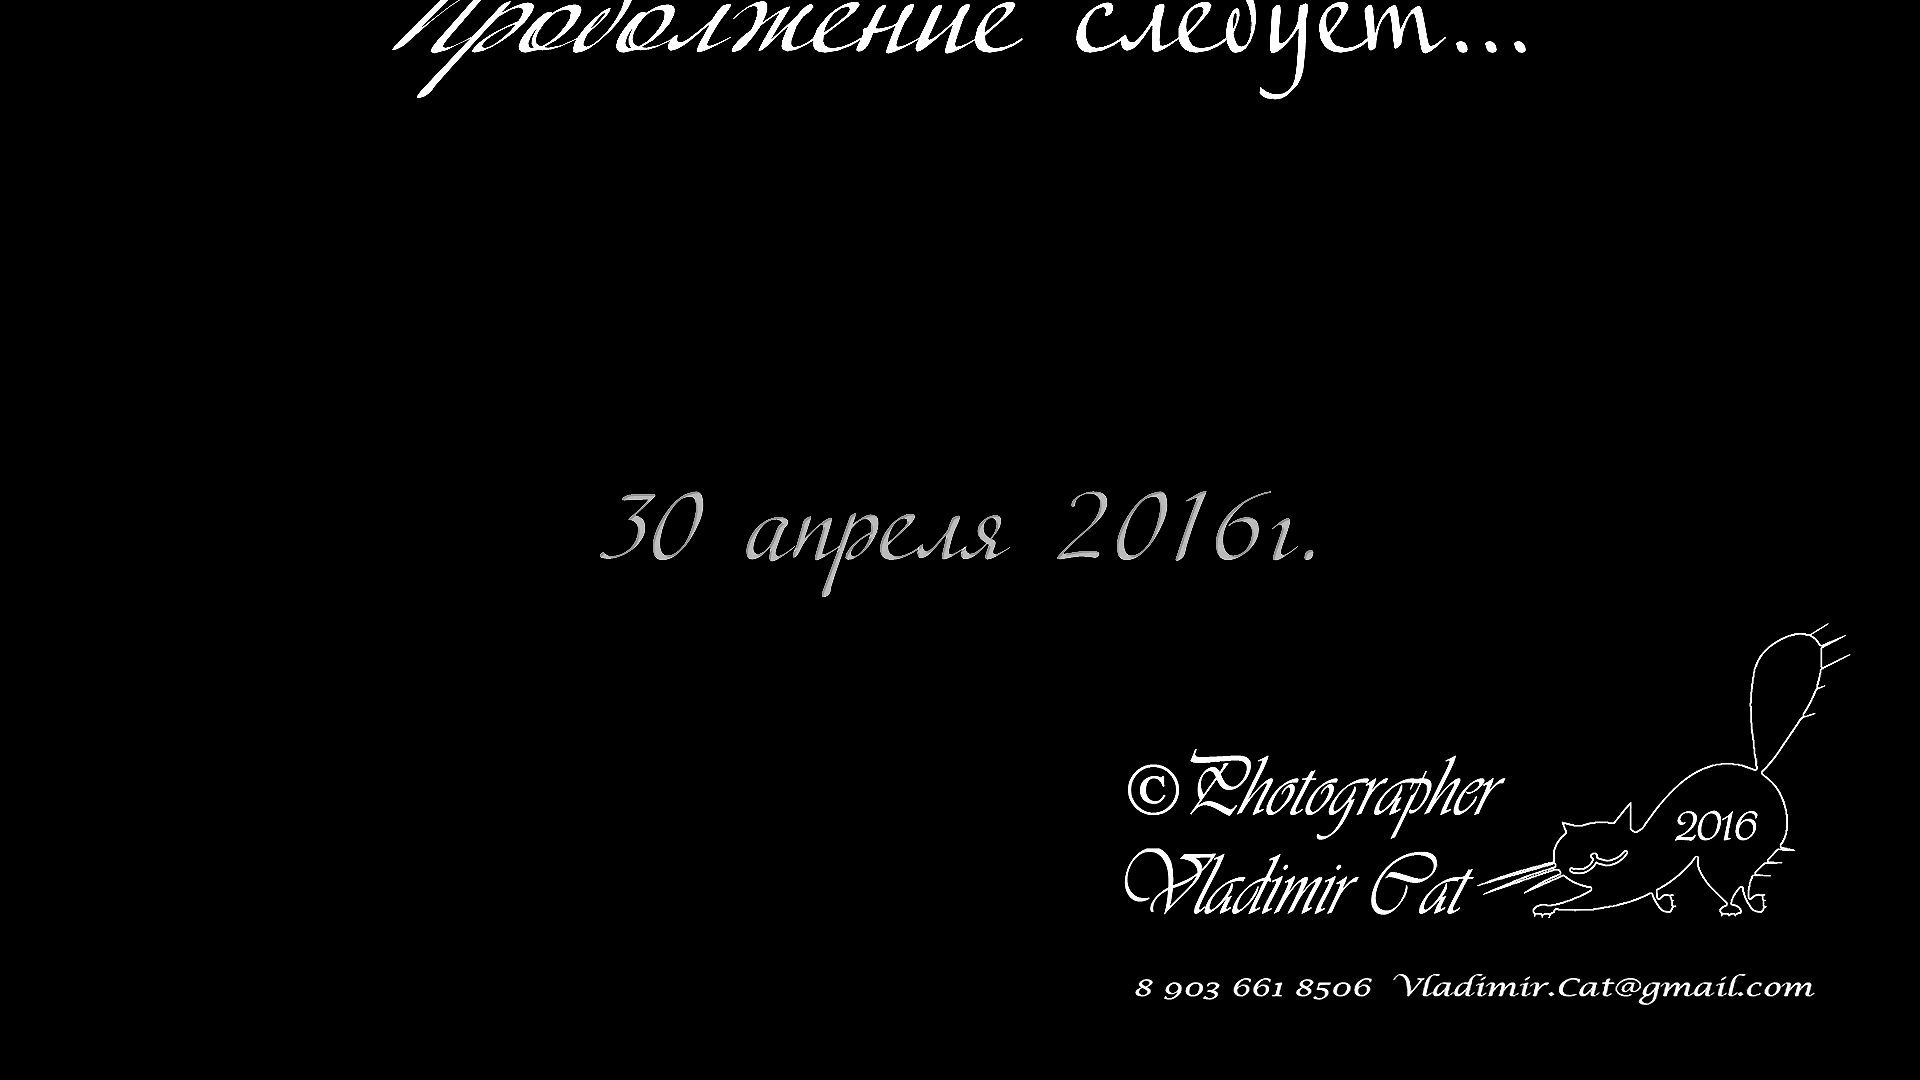 Продолжение следует...
30 апреля 2016г.
© Photographer
Vladimir Cat
2016
8 903 661 8506 Vladimir.Cat@gmail.com